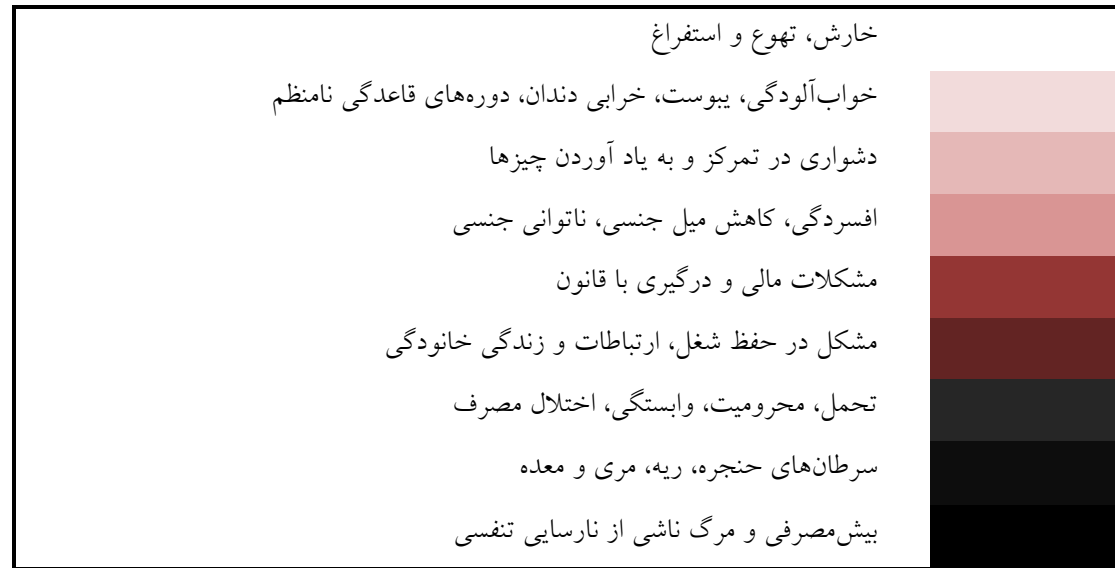 خارش، تهوع و استفراغ
خواب‌آلودگی، یبوست، خرابی دندان، دوره‌های قاعدگی نامنظم
دشواری در تمرکز و به یاد آوردن چیزها
افسردگی، کاهش میل جنسی، ناتوانی جنسی
مشکلات مالی و درگیری با قانون
مشکل در حفظ شغل، ارتباطات و زندگی خانودگی
تحمل، محرومیت، وابستگی، اختلال مصرف
سرطان‌های حنجره، ریه، مری و معده
بیش‌مصرفی و مرگ ناشی از نارسایی تنفسی